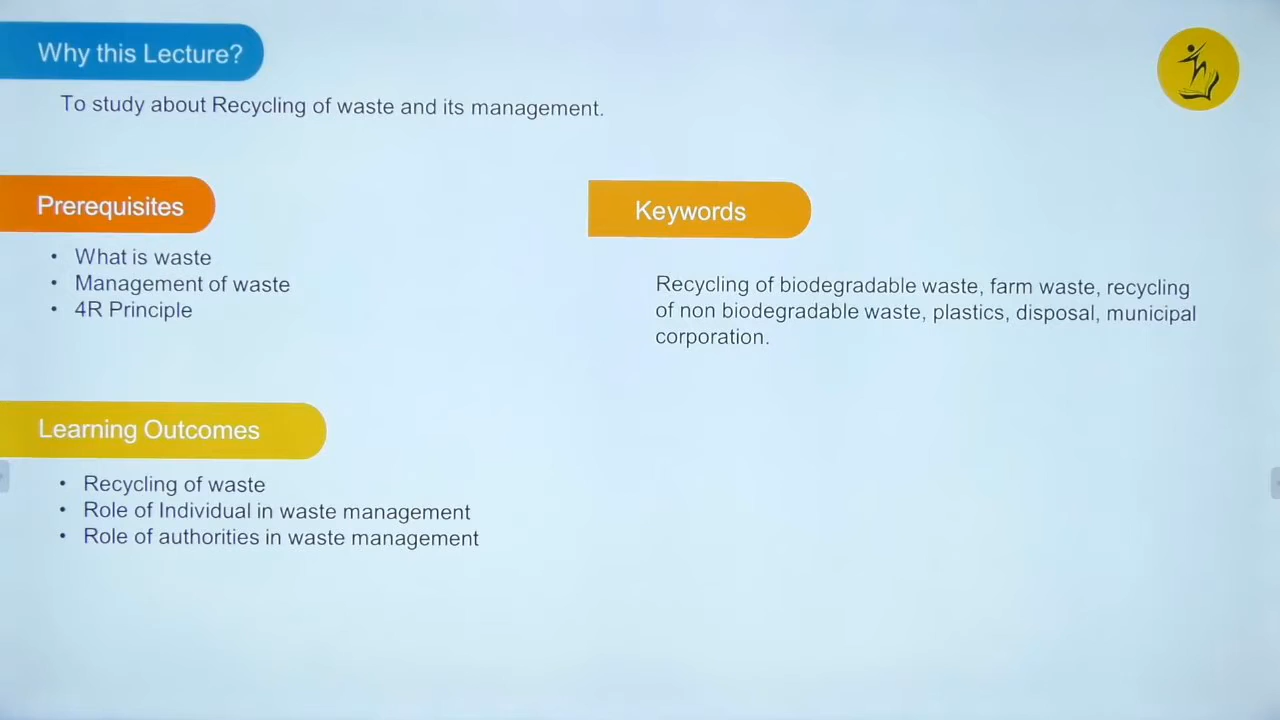 Why this Lecture?
To study about Recycling of waste and its management.
Prerequisites
• What is waste
• Management of waste
• 4R Principle
Keywords
Recycling of biodegradable waste, farm waste, recycling
of non biodegradable waste, plastics, disposal, municipal
corporation.
Learning Outcomes
• Recycling of waste
• Role of Individual in waste management
• Role of authorities in waste management